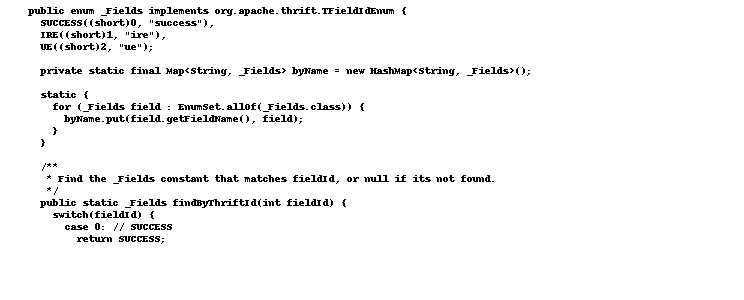 public enum _Fields implements org.apache.thrift.TFieldIdEnum {
SUCCESS((short)0, "success"),
IRE((short)1, "ire"),
UE((short)2, "ue");
private static final Map<String, _Fields> byName = new HashMap<String, _Fields>();
static {
for (_Fields field : EnumSet.allOf(_Fields.class)) {
byName.put(field.getFieldName(), field);
}
}
/**
* Find the _Fields constant that matches fieldId, or null if its not found.
*/
public static _Fields findByThriftId(int fieldId) {
switch(fieldId) {
case 0: // SUCCESS
return SUCCESS;